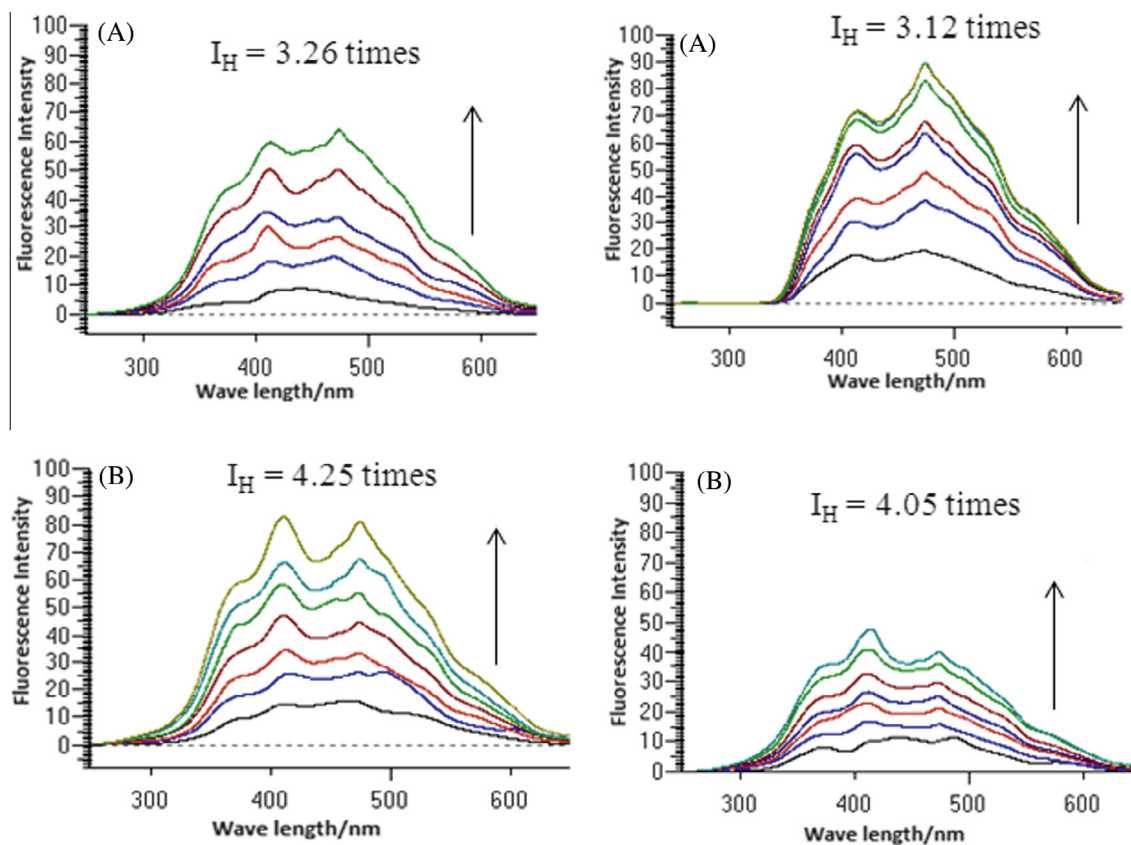 (A)
I_H = 3.26 times
Fluorescence Intensity
100
90
80
70
60
50
40
30
20
10
0
300 400 500 600
Wave length/nm
(A)
I_H = 3.12 times
Fluorescence Intensity
100
90
80
70
60
50
40
30
20
10
0
300 400 500 600
Wave length/nm
(B)
I_H = 4.25 times
Fluorescence Intensity
100
90
80
70
60
50
40
30
20
10
0
300 400 500 600
Wave length/nm
(B)
I_H = 4.05 times
Fluorescence Intensity
100
90
80
70
60
50
40
30
20
10
0
300 400 500 600
Wave length/nm